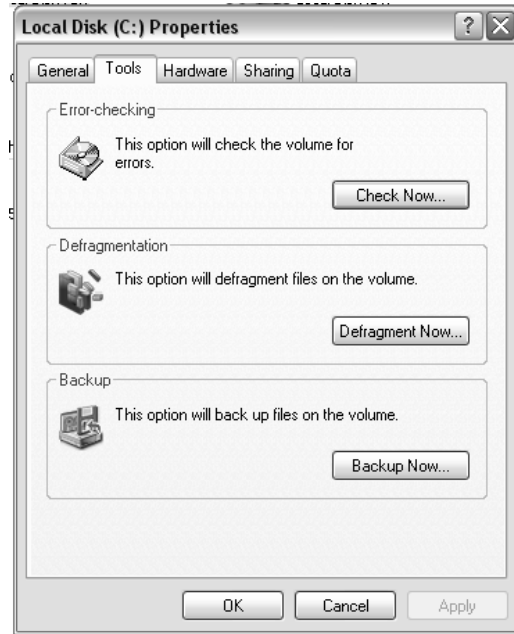 Local Disk (C:) Properties
?
General Tools Hardware Sharing Quota
Error-checking
This option will check the volume for
errors.
Check Now...
Defragmentation
This option will defragment files on the volume.
Defragment Now...
Backup
This option will back up files on the volume.
Backup Now...
OK Cancel Apply